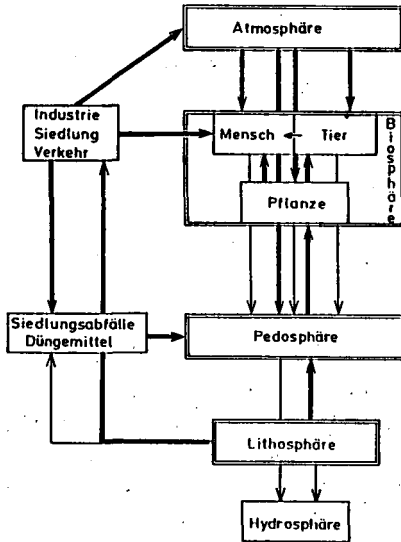 Atmosphäre
Industrie
Siedlung
Verkehr
Mensch
Tier
Biosphäre
Pflanze
Siedlungsabfälle
Düngemittel
Pedosphäre
Lithosphäre
Hydrosphäre